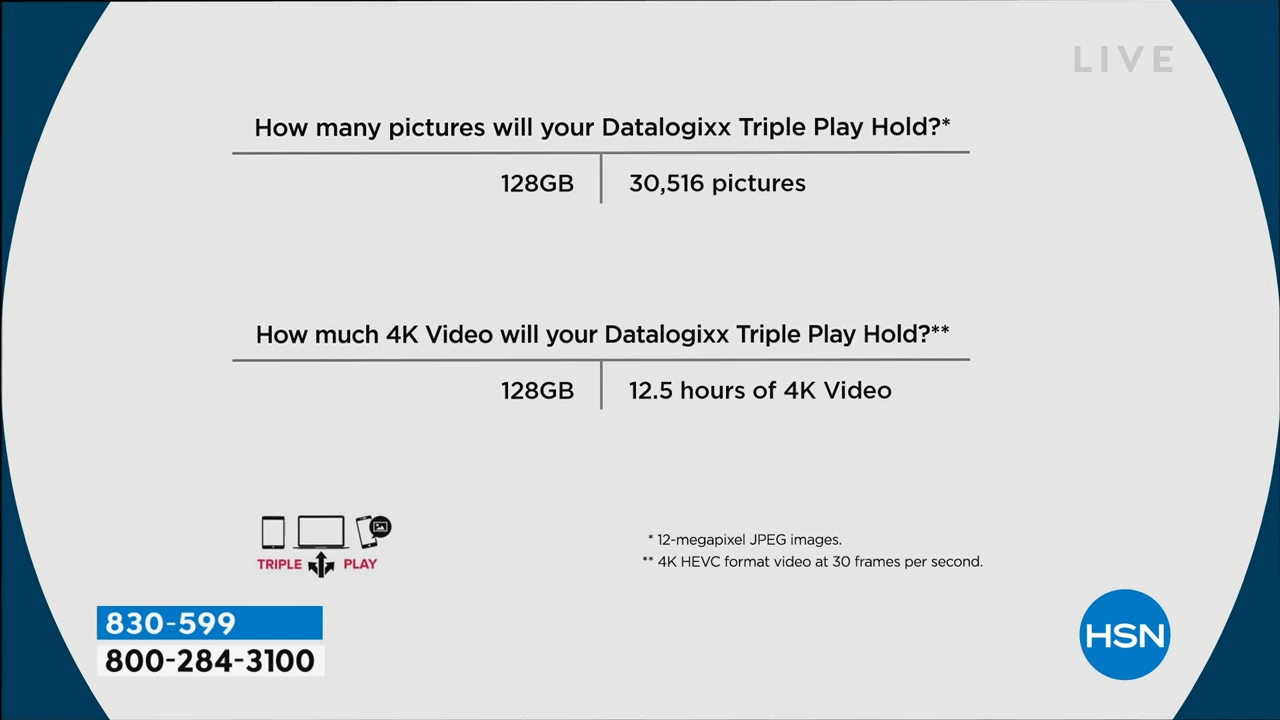 LIVE
How many pictures will your Datalogixx Triple Play Hold?*
128GB 30,516 pictures
How much 4K Video will your Datalogixx Triple Play Hold?**
128GB 12.5 hours of 4K Video
TRIPLE PLAY
* 12-megapixel JPEG images.
** 4K HEVC format video at 30 frames per second.
830-599
800-284-3100
HSN